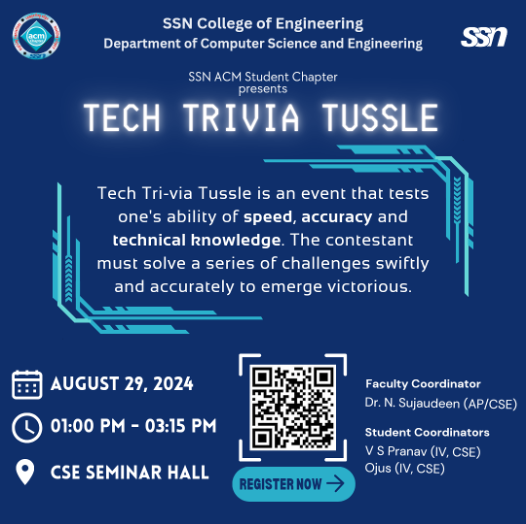 acm
SSN College of Engineering
Department of Computer Science and Engineering
ssn
SSN ACM Student Chapter
presents
TECH TRIVIA TUSSLE
Tech Tri-via Tussle is an event that tests
one's ability of speed, accuracy and
technical knowledge. The contestant
must solve a series of challenges swiftly
and accurately to emerge victorious.
AUGUST 29, 2024
01:00 PM - 03:15 PM
CSE SEMINAR HALL
REGISTER NOW
Faculty Coordinator
Dr. N. Sujaudeen (AP/CSE)
Student Coordinators
V S Pranav (IV, CSE)
Ojus (IV, CSE)